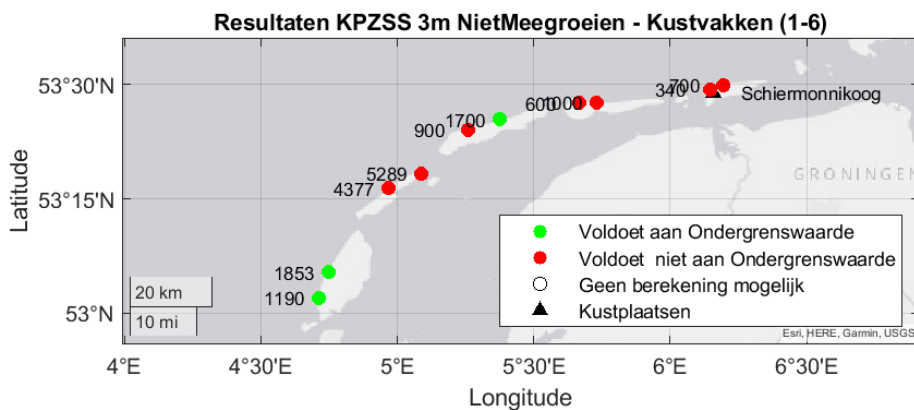 Resultaten KPZSS 3m NietMeegroeien - Kustvakken (1-6)
53°30'N
53°15'N
53°N
Latitude
700
340
Schiermonnikoog
1000
600
1700
900
GRONINGEN
5289
4377
1853
1190
Voldoet aan Ondergrenswaarde
Voldoet niet aan Ondergrenswaarde
Geen berekening mogelijk
Kustplaatsen
20 km
10 mi
Esri, HERE, Garmin, USGS
4°E
4°30'E
5°E
5°30'E
6°E
6°30'E
Longitude